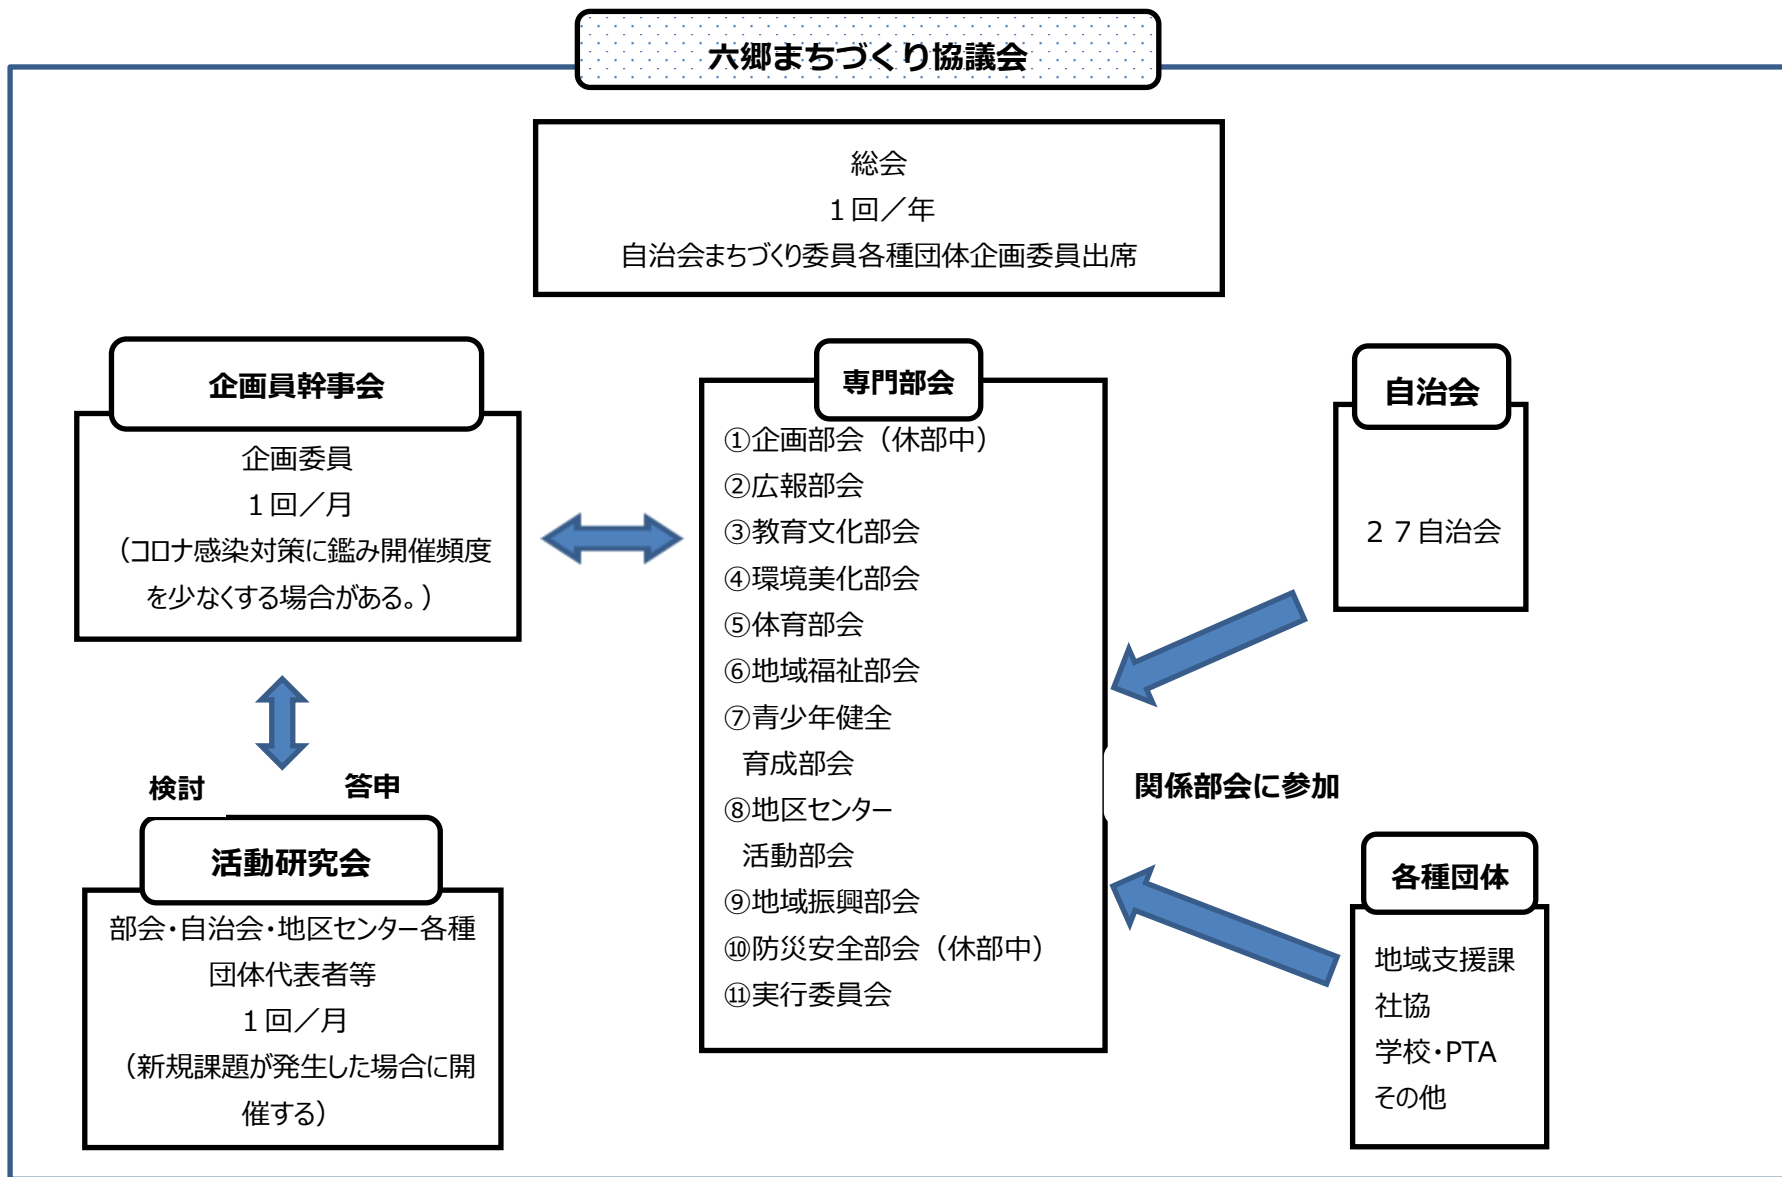 六郷まちづくり協議会
総会
１回／年
自治会まちづくり委員各種団体企画委員出席
企画員幹事会
企画委員
１回／月
（コロナ感染対策に鑑み開催頻度
を少なくする場合がある。）
検討
答申
活動研究会
部会・自治会・地区センター各種
団体代表者等
１回／月
（新規課題が発生した場合に開
催する）
専門部会
①企画部会（休部中）
②広報部会
③教育文化部会
④環境美化部会
⑤体育部会
⑥地域福祉部会
⑦青少年健全
育成部会
⑧地区センター
活動部会
⑨地域振興部会
⑩防災安全部会（休部中）
⑪実行委員会
自治会
２７自治会
関係部会に参加
各種団体
地域支援課
社協
学校・PTA
その他